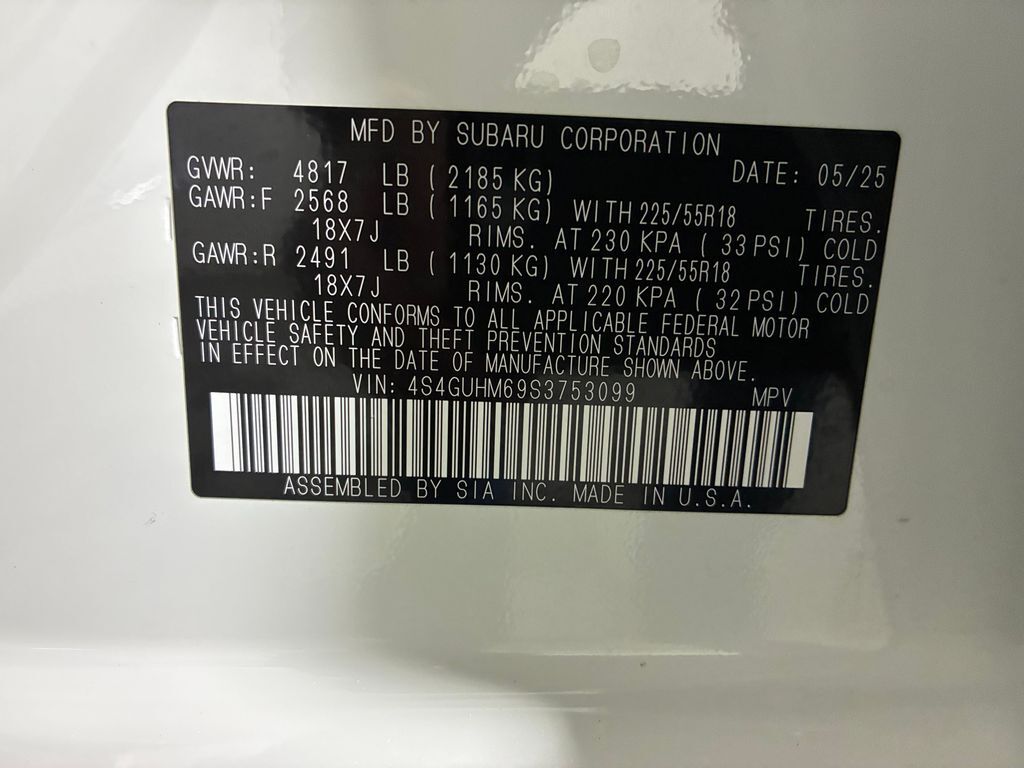 MFD BY SUBARU CORPORATION
GVWR: 4817 LB ( 2185 KG) DATE: 05/25
GAWR:F 2568 LB ( 1165 KG) WITH 225/55R18 TIRES.
18X7J RIMS. AT 230 KPA ( 33 PSI) COLD
GAWR:R 2491 LB ( 1130 KG) WITH 225/55R18 TIRES.
18X7J RIMS. AT 220 KPA ( 32 PSI) COLD
THIS VEHICLE CONFORMS TO ALL APPLICABLE FEDERAL MOTOR
VEHICLE SAFETY AND THEFT PREVENTION STANDARDS
IN EFFECT ON THE DATE OF MANUFACTURE SHOWN ABOVE.
VIN: 4S4GUHM69S3753099 MPV
ASSEMBLED BY SIA INC. MADE IN U.S.A.